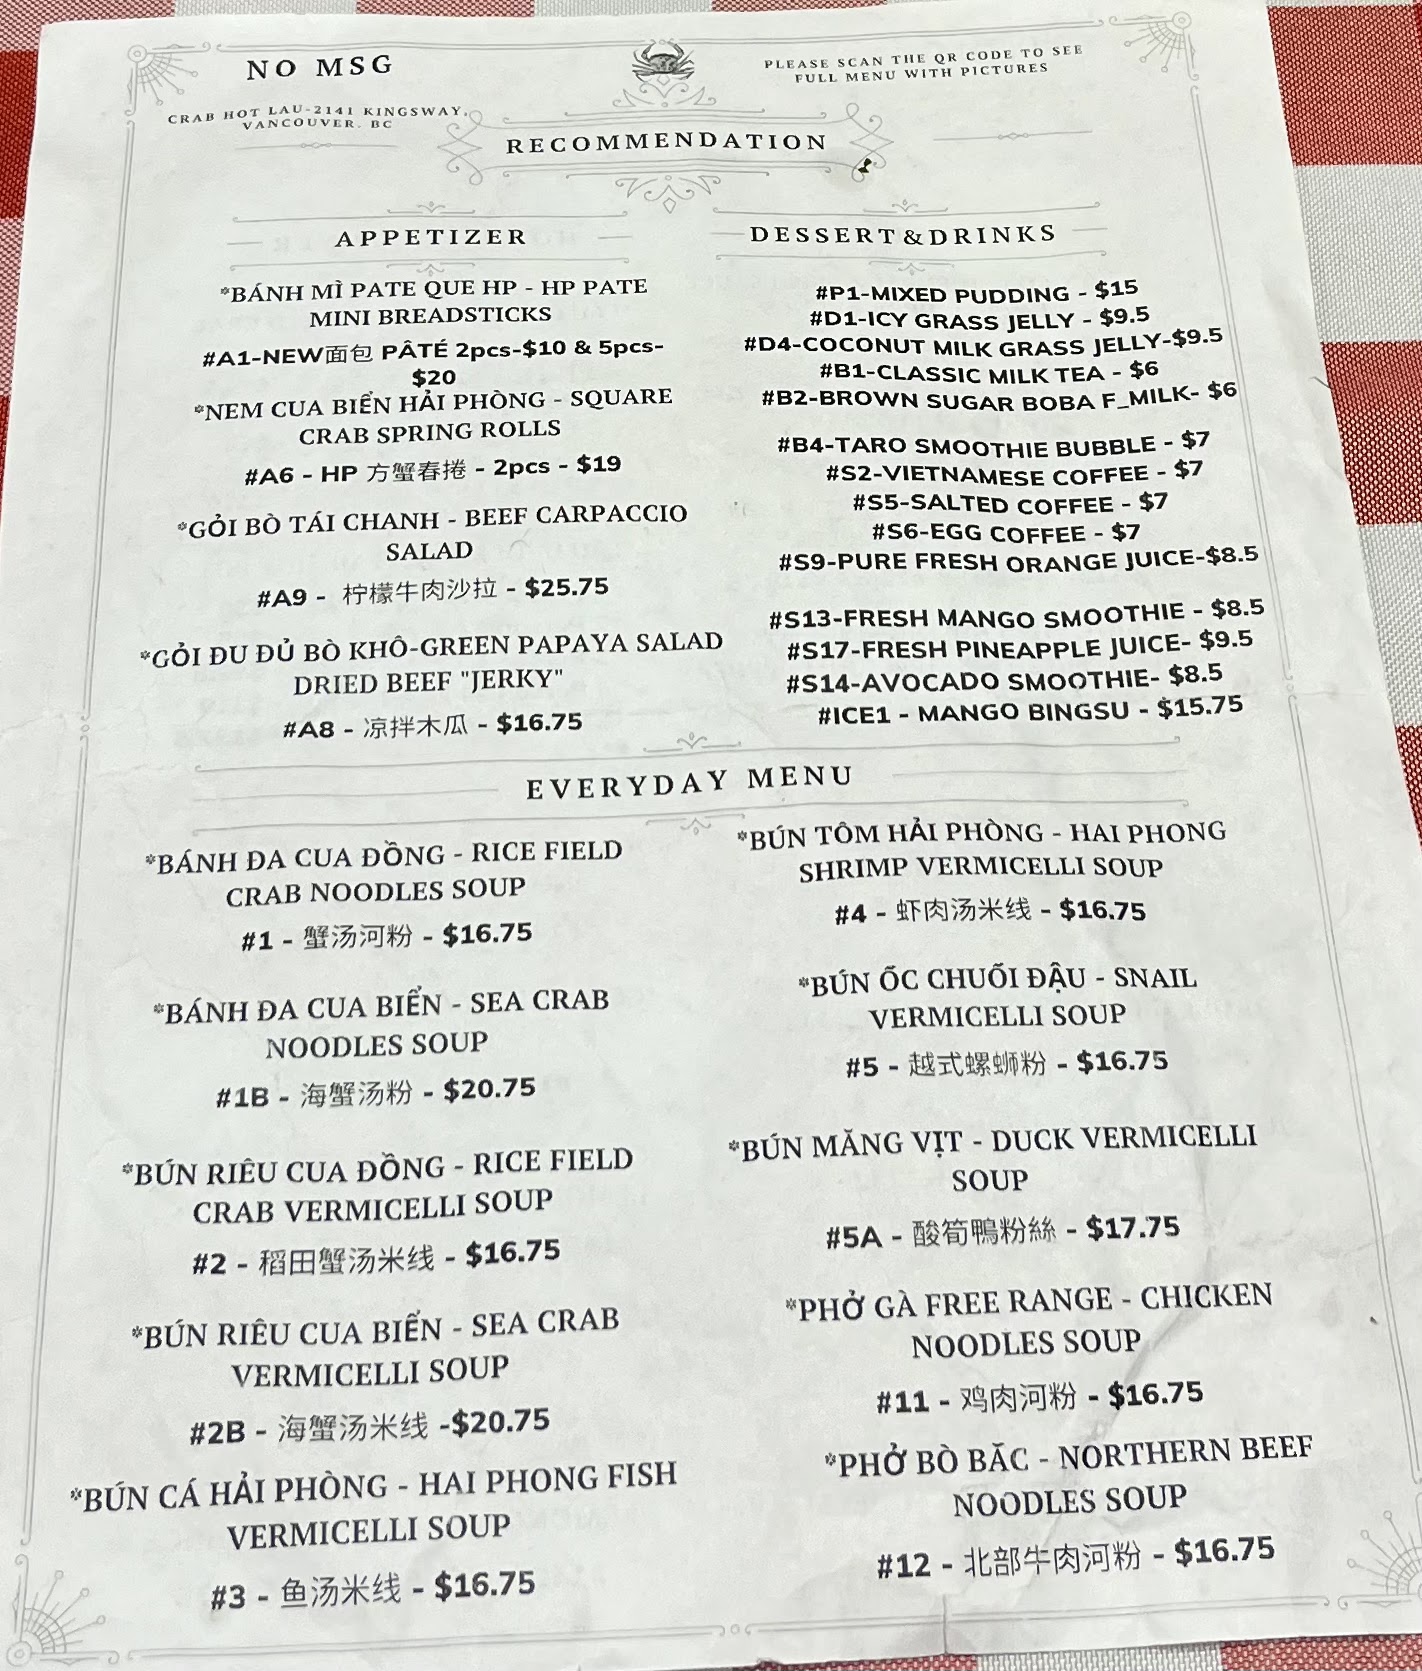 NO MSG
PLEASE SCAN THE QR CODE TO SEE
FULL MENU WITH PICTURES
CRAB HOT LAU-2141 KINGSWAY,
VANCOUVER. BC
RECOMMENDATION
APPETIZER
*BÁNH MÌ PATE QUE HP - HP PATE
MINI BREADSTICKS
#A1-NEW面包 PÂTÉ 2pcs-$10 & 5pcs-
$20
*NEM CUA BIỂN HẢI PHÒNG - SQUARE
CRAB SPRING ROLLS
#A6 - HP 方蟹春捲 - 2pcs - $19
*GỎI BÒ TÁI CHANH - BEEF CARPACCIO
SALAD
#A9 - 柠檬牛肉沙拉 - $25.75
*GỎI ĐU ĐỦ BÒ KHÔ-GREEN PAPAYA SALAD
DRIED BEEF "JERKY"
#A8 - 凉拌木瓜 - $16.75
DESSERT&DRINKS
#P1-MIXED PUDDING - $15
#D1-ICY GRASS JELLY - $9.5
#D4-COCONUT MILK GRASS JELLY-$9.5
#B1-CLASSIC MILK TEA - $6
#B2-BROWN SUGAR BOBA F_MILK- $6
#B4-TARO SMOOTHIE BUBBLE - $7
#S2-VIETNAMESE COFFEE - $7
#S5-SALTED COFFEE - $7
#S6-EGG COFFEE - $7
#S9-PURE FRESH ORANGE JUICE-$8.5
#S13-FRESH MANGO SMOOTHIE - $8.5
#S17-FRESH PINEAPPLE JUICE- $9.5
#S14-AVOCADO SMOOTHIE- $8.5
#ICE1 - MANGO BINGSU - $15.75
EVERYDAY MENU
*BÁNH ĐA CUA ĐỒNG - RICE FIELD
CRAB NOODLES SOUP
#1 - 蟹汤河粉 - $16.75
*BÁNH ĐA CUA BIỂN - SEA CRAB
NOODLES SOUP
#1B - 海蟹汤粉 - $20.75
*BÚN RIÊU CUA ĐỒNG - RICE FIELD
CRAB VERMICELLI SOUP
#2 - 稻田蟹汤米线 - $16.75
*BÚN RIÊU CUA BIỂN - SEA CRAB
VERMICELLI SOUP
#2B - 海蟹汤米线 -$20.75
*BÚN CÁ HẢI PHÒNG - HAI PHONG FISH
VERMICELLI SOUP
#3 - 鱼汤米线 - $16.75
*BÚN TÔM HẢI PHÒNG - HAI PHONG
SHRIMP VERMICELLI SOUP
#4 - 虾肉汤米线 - $16.75
*BÚN ỐC CHUỐI ĐẬU - SNAIL
VERMICELLI SOUP
#5 - 越式螺蛳粉 - $16.75
*BÚN MĂNG VỊT - DUCK VERMICELLI
SOUP
#5A - 酸筍鴨粉絲 - $17.75
*PHỞ GÀ FREE RANGE - CHICKEN
NOODLES SOUP
#11 - 鸡肉河粉 - $16.75
*PHỞ BÒ BẮC - NORTHERN BEEF
NOODLES SOUP
#12 - 北部牛肉河粉 - $16.75